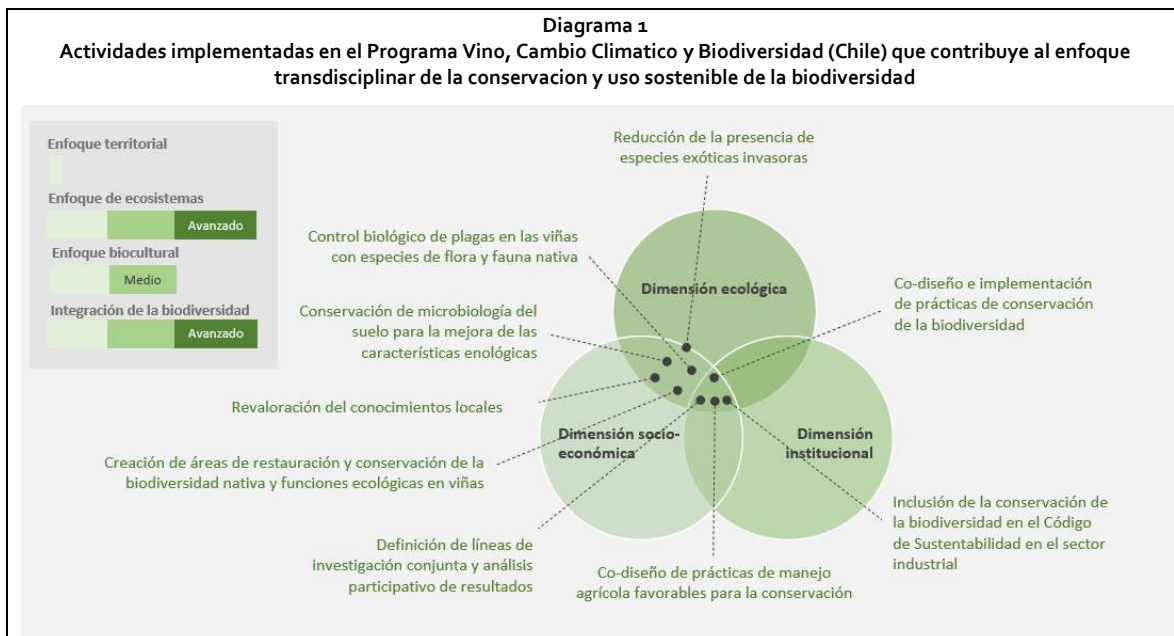 Diagrama 1
Actividades implementadas en el Programa Vino, Cambio Climatico y Biodiversidad (Chile) que contribuye al enfoque
transdisciplinar de la conservacion y uso sostenible de la biodiversidad
Enfoque territorial
Enfoque de ecosistemas
Avanzado
Enfoque biocultural
Medio
Integración de la biodiversidad
Avanzado
Reducción de la presencia de
especies exóticas invasoras
Control biológico de plagas en las viñas
con especies de flora y fauna nativa
Conservación de microbiología del
suelo para la mejora de las
características enológicas
Revaloración del conocimientos locales
Creación de áreas de restauración y conservación de la
biodiversidad nativa y funciones ecológicas en viñas
Definición de líneas de
investigación conjunta y análisis
participativo de resultados
Dimensión ecológica
Dimensión socio-
económica
Dimensión
institucional
Co-diseño e implementación
de prácticas de conservación
de la biodiversidad
Inclusión de la conservación de
la biodiversidad en el Código
de Sustentabilidad en el sector
industrial
Co-diseño de prácticas de manejo
agrícola favorables para la conservación